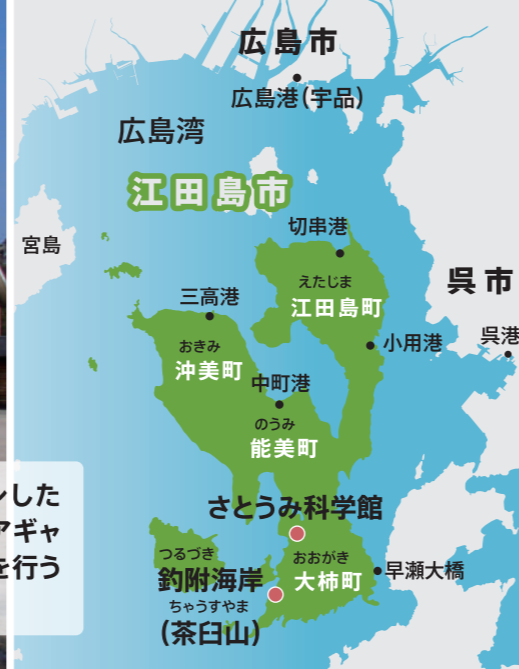 広島市
広島港(宇品)
広島湾
江田島市
切串港
宮島
えたじま
江田島町
呉市
三高港
小用港
呉港
おきみ
沖美町
中町港
のうみ
能美町
した
アギャ
を行う
さとうみ科学館
つるづき
釣附海岸
おおがき
大柿町
早瀬大橋
ちゃうすやま
(茶臼山)